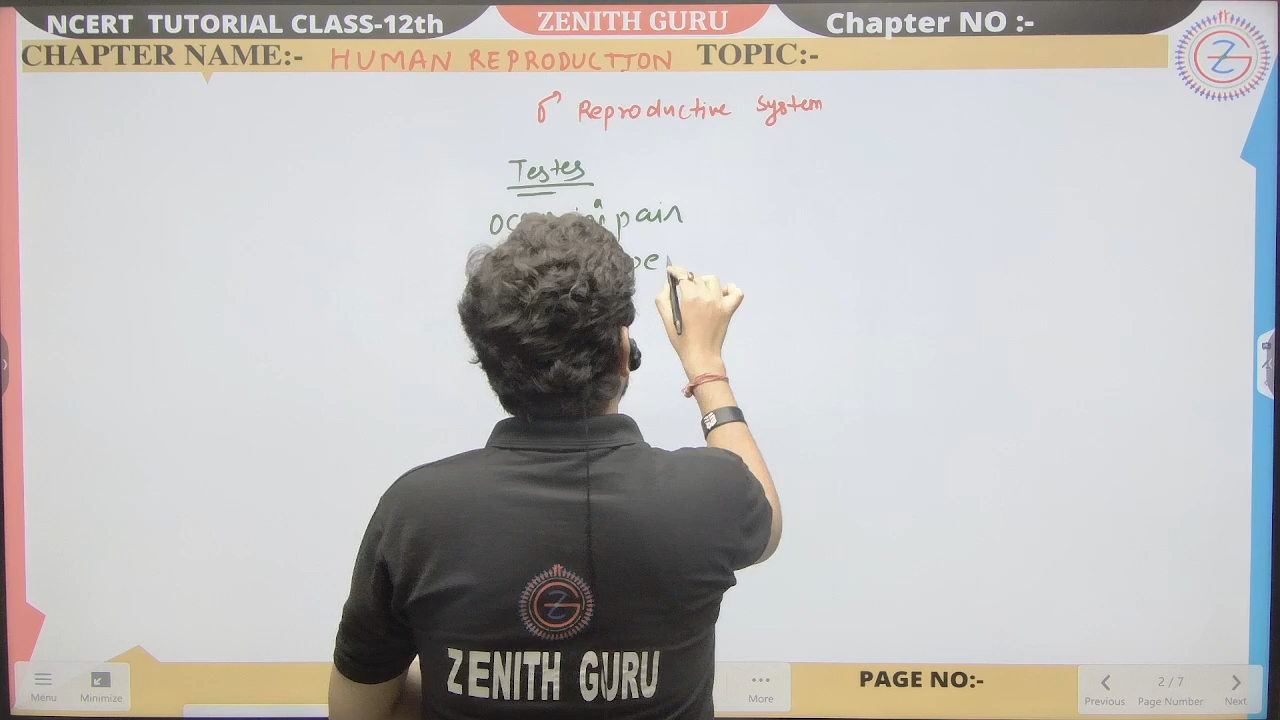 NCERT TUTORIAL CLASS-12th
ZENITH GURU
Chapter NO :-
CHAPTER NAME:- HUMAN REPRODUCTION TOPIC:-
♂ Reproductive System
Testes
in pair
ZENITH GURU
Menu
Minimize
More
PAGE NO:-
Previous
2 / 7
Page Number
Next